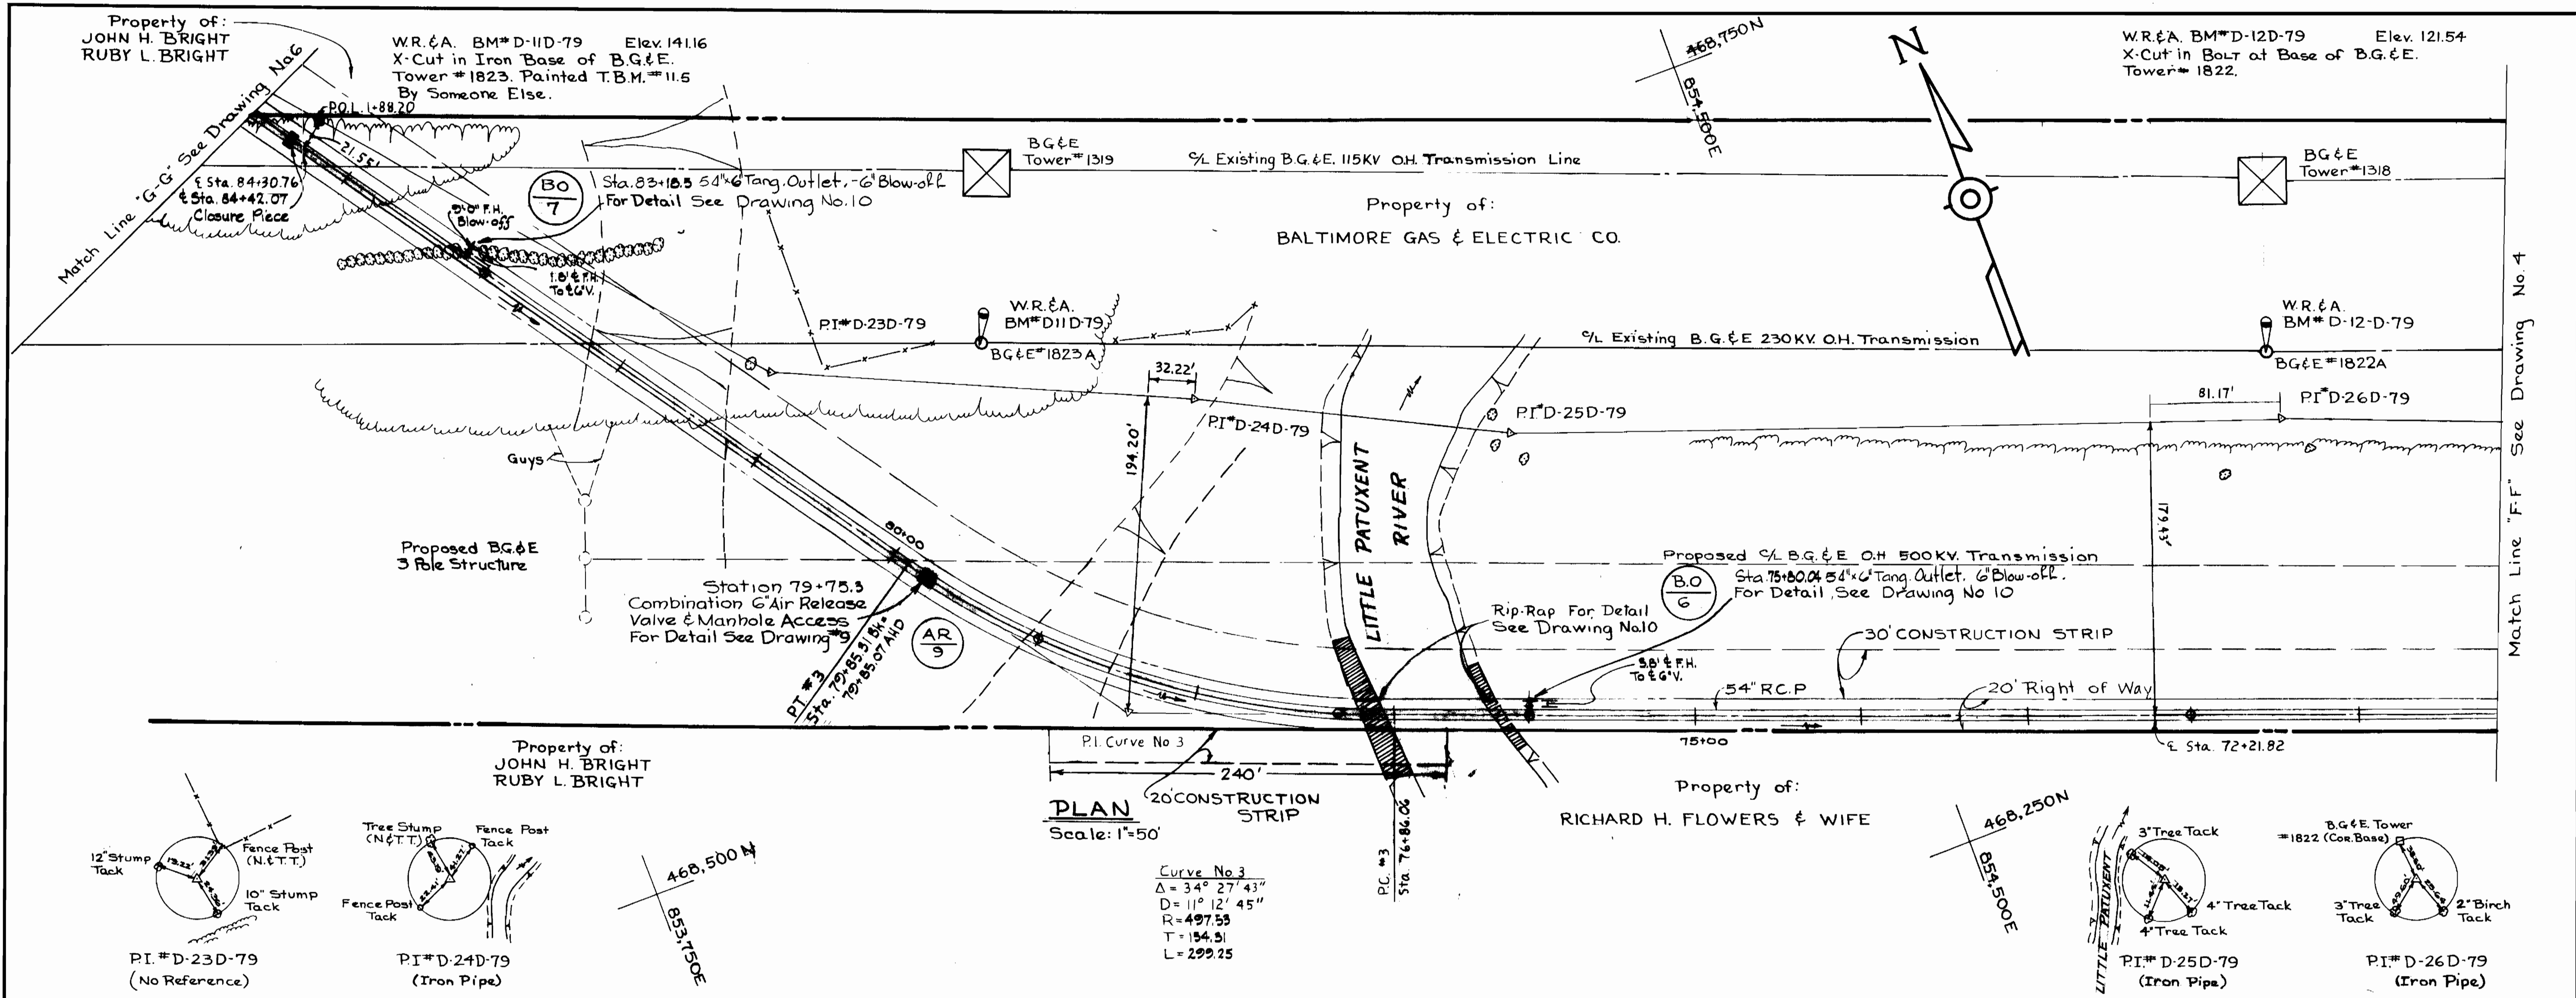 Property of:
JOHN H. BRIGHT
RUBY L. BRIGHT
W.R.&A. BM# D-11D-79 Elev. 141.16
X-Cut in Iron Base of B.G.&E.
Tower #1823. Painted T.B.M. #11.5
By Someone Else.
468,750N
854,500E
N
W.R.&A. BM# D-12D-79 Elev. 121.54
X-Cut in BOLT at Base of B.G.&E.
Tower# 1822.
Match Line "G-G" See Drawing No.6
P.O.L. 1+88.20
21.55'
℄ Sta. 84+30.76
℄ Sta. 84+42.07
Closure Piece
BO
7
Sta. 83+18.5 54"x6" Tang. Outlet. -6" Blow-off
For Detail See Drawing No.10
F.H.
Blow-off
1.8' ℄ F.H.
To ℄ 6"V.
BG&E
Tower#1319
C/L Existing B.G.&E. 115KV O.H. Transmission Line
BG&E
Tower#1318
Property of:
BALTIMORE GAS & ELECTRIC CO.
P.I.#D-23D-79
W.R.&A.
BM#D11D-79
BG&E#1823A
C/L Existing B.G.&E 230KV. O.H. Transmission
W.R.&A.
BM# D-12-D-79
BG&E#1822A
Match Line "F-F" See Drawing No. 4
32.22'
194.20'
P.I#D-24D-79
P.I#D-25D-79
81.17'
P.I#D-26D-79
179.43'
Guys
LITTLE PATUXENT
RIVER
80+00
Proposed B.G.&E
3 Pole Structure
Station 79+75.3
Combination 6"Air Release
Valve & Manhole Access
For Detail See Drawing #9
AR
9
P.T. #3
Sta. 79+85.31 Bk=
79+85.07 AHD
Proposed C/L B.G.&E O.H 500KV. Transmission
B.O
6
Sta. 75+80.04 54"x6" Tang. Outlet. 6"Blow-off.
For Detail, See Drawing No 10
Rip-Rap For Detail
See Drawing No.10
3.8' ℄ F.H.
To ℄ 6"V.
30' CONSTRUCTION STRIP
54" R.C.P
20' Right of Way
75+00
℄ Sta. 72+21.82
P.I. Curve No 3
240'
20' CONSTRUCTION
STRIP
PLAN
Scale: 1"=50'
P.C. #3
Sta. 76+86.06
Property of:
JOHN H. BRIGHT
RUBY L. BRIGHT
Property of:
RICHARD H. FLOWERS & WIFE
Curve No. 3
Δ = 34° 27' 43"
D= 11° 12' 45"
R=497.53
T=154.31
L=299.25
12" Stump
Tack
Fence Post
(N.&T.T.)
10" Stump
Tack
P.I.#D-23D-79
(No Reference)
Tree Stump
(N&T.T.)
Fence Post
Tack
41.27'
Fence Post
Tack
P.I#D-24D-79
(Iron Pipe)
468,500 N
853,750E
468,250N
854,500E
3"Tree Tack
4"Tree Tack
4"Tree Tack
LITTLE PATUXENT
P.I.# D-25D-79
(Iron Pipe)
B.G.&E. Tower
#1822 (Cor.Base)
3"Tree
Tack
2"Birch
Tack
P.I.# D-26D-79
(Iron Pipe)